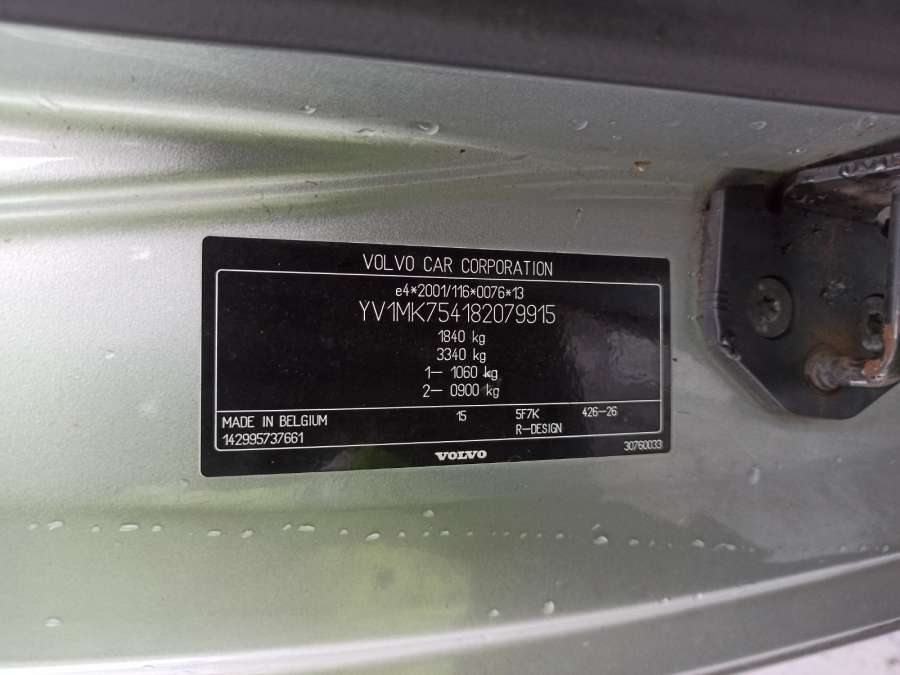 VOLVO CAR CORPORATION
e4*2001/116*0076*13
YV1MK754182079915
1840 kg
3340 kg
1– 1060 kg
2– 0900 kg
MADE IN BELGIUM 15 5F7K 426–26
142995737661 R–DESIGN 30760033
VOLVO